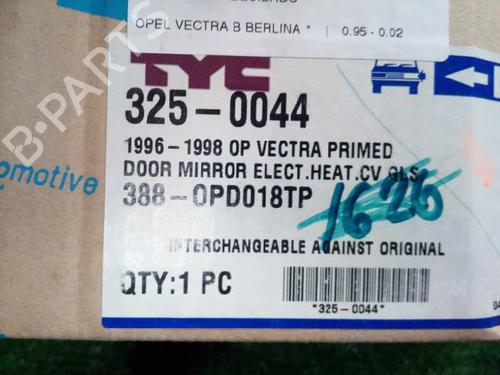 OPEL VECTRA B BERLINA * | 0.95 - 0.02
TYC
325-0044
1996-1998 OP VECTRA PRIMED
DOOR MIRROR ELECT.HEAT.CV GLS
388-OPD018TP
1626
INTERCHANGEABLE AGAINST ORIGINAL
QTY:1 PC
*325-0044*
omotive
B-PARTS